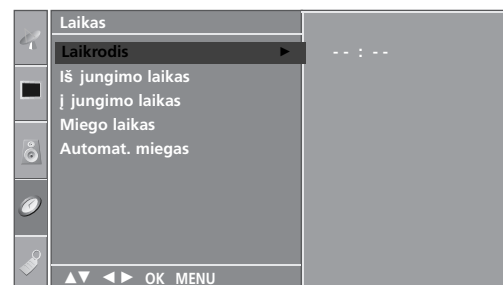 Laikas
Laikrodis ► - - : - -
Iš jungimo laikas
į jungimo laikas
Miego laikas
Automat. miegas
▲▼ ◄► OK MENU